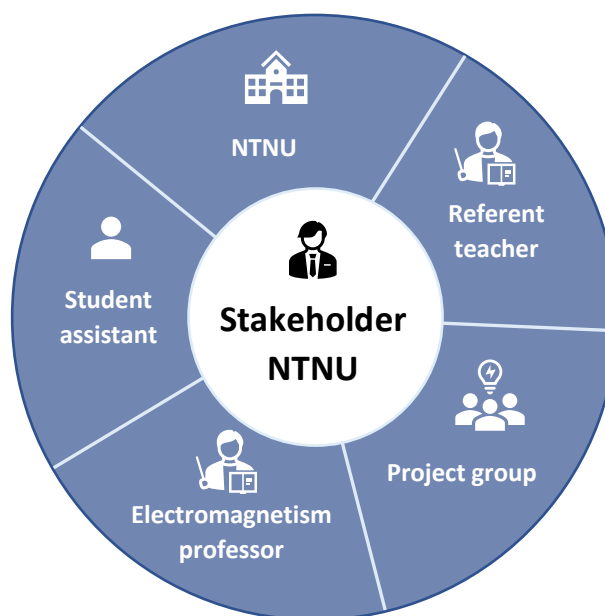 NTNU
Referent
teacher
Student
assistant
Stakeholder
NTNU
Project group
Electromagnetism
professor